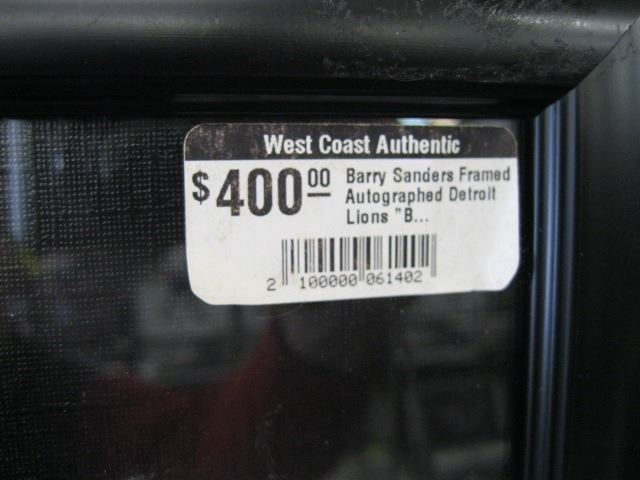 West Coast Authentic
$400.00 Barry Sanders Framed
Autographed Detroit
Lions "B...
2 100000 061402